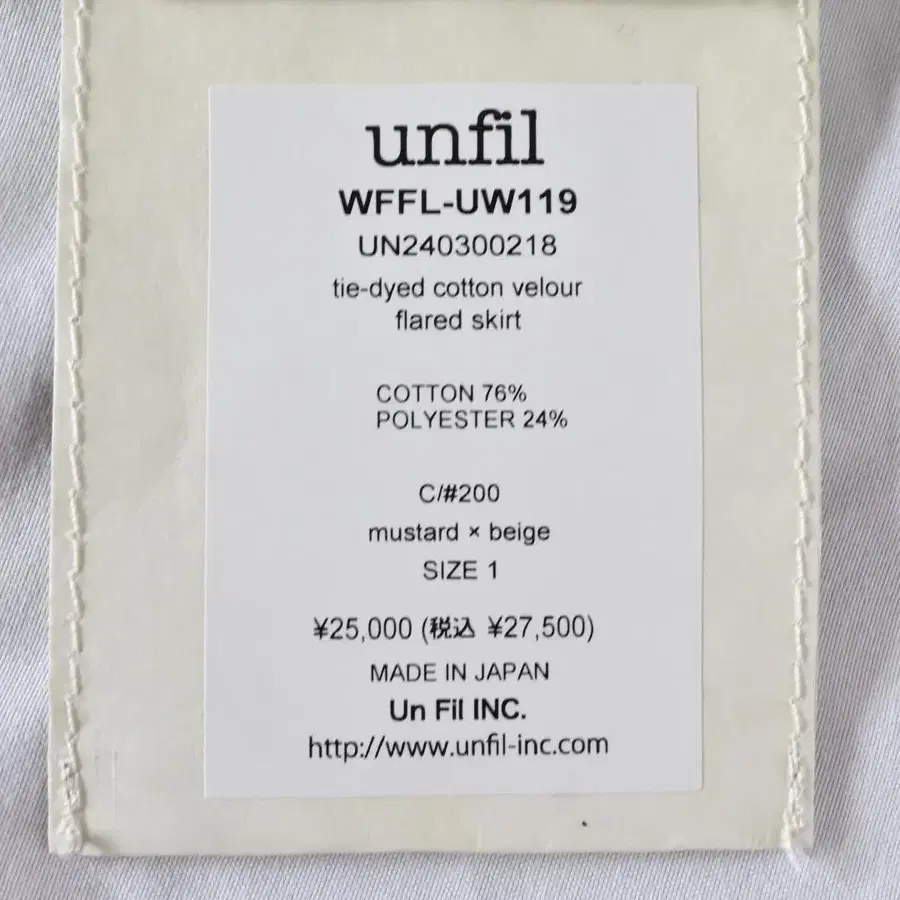 unfil
WFFL-UW119
UN240300218
tie-dyed cotton velour
flared skirt
COTTON 76%
POLYESTER 24%
C/#200
mustard × beige
SIZE 1
¥25,000 (税込 ¥27,500)
MADE IN JAPAN
Un Fil INC.
http://www.unfil-inc.com